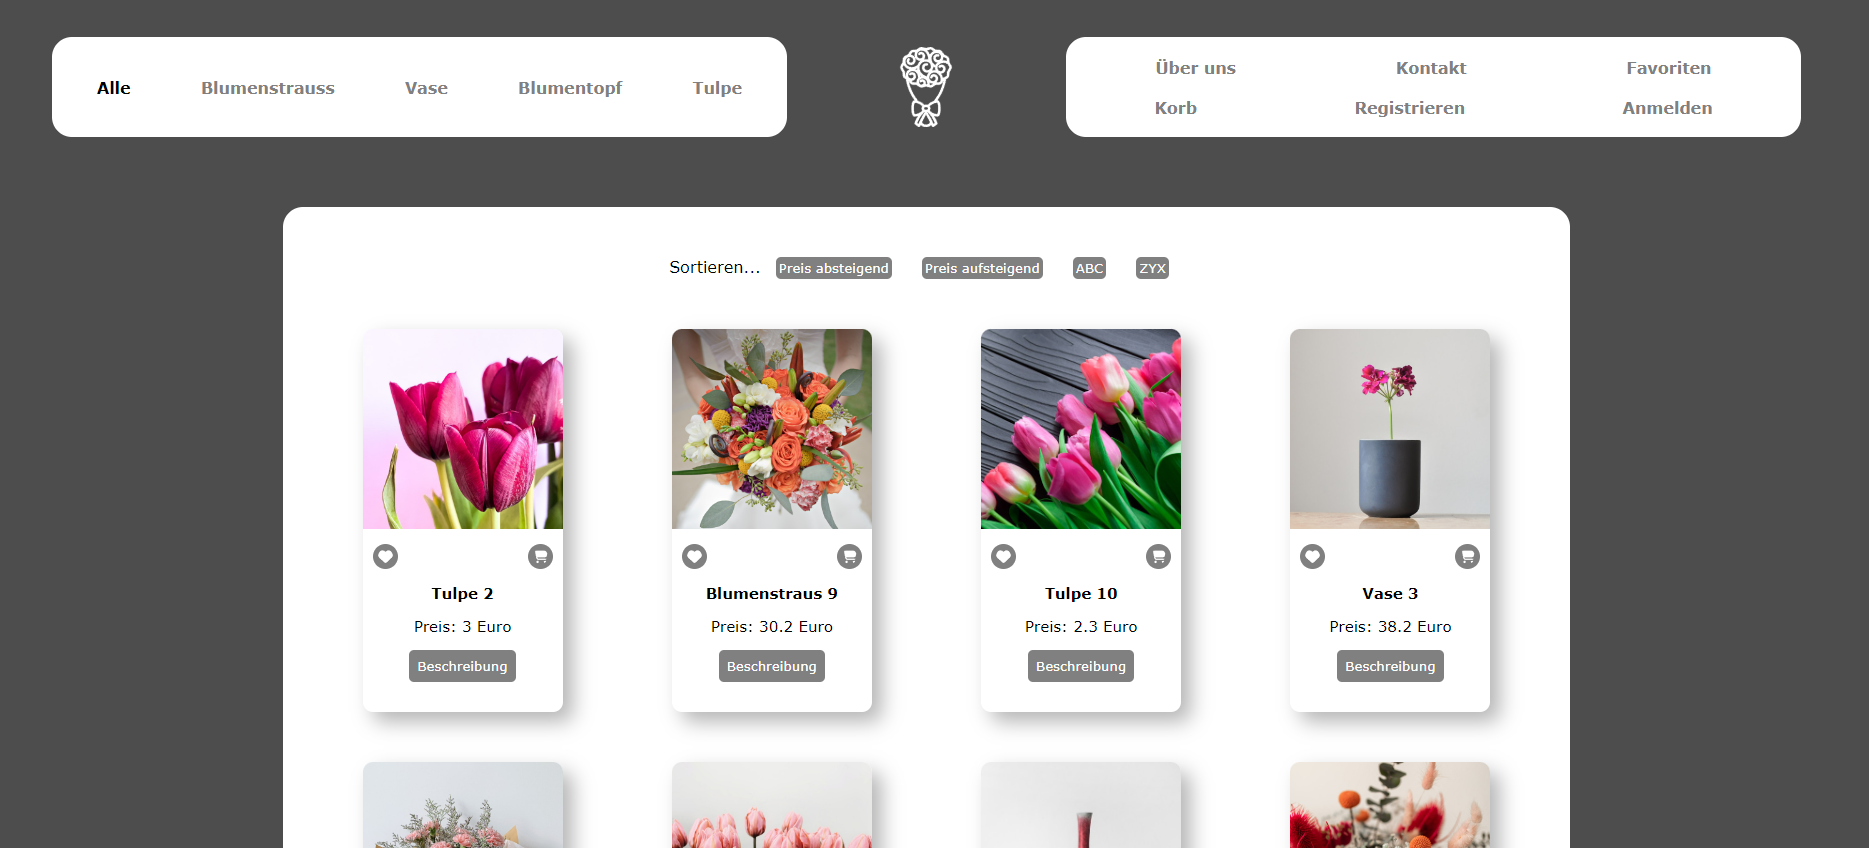 Alle Blumenstrauss Vase Blumentopf Tulpe
Über uns Kontakt Favoriten
Korb Registrieren Anmelden
Sortieren... Preis absteigend Preis aufsteigend ABC ZYX
Tulpe 2
Preis: 3 Euro
Beschreibung
Blumenstraus 9
Preis: 30.2 Euro
Beschreibung
Tulpe 10
Preis: 2.3 Euro
Beschreibung
Vase 3
Preis: 38.2 Euro
Beschreibung